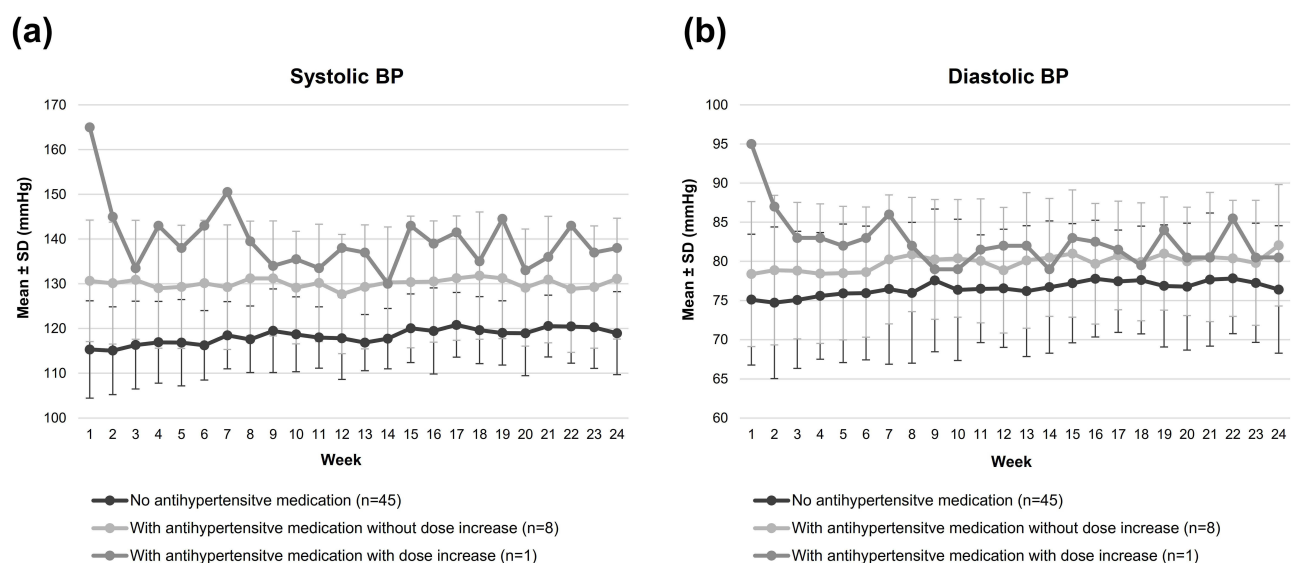 (a)
(b)
Systolic BP
Diastolic BP
Mean ± SD (mmHg)
170
160
150
140
130
120
110
100
1 2 3 4 5 6 7 8 9 10 11 12 13 14 15 16 17 18 19 20 21 22 23 24
Week
No antihypertensitve medication (n=45)
With antihypertensitve medication without dose increase (n=8)
With antihypertensitve medication with dose increase (n=1)
Mean ± SD (mmHg)
100
95
90
85
80
75
70
65
60
1 2 3 4 5 6 7 8 9 10 11 12 13 14 15 16 17 18 19 20 21 22 23 24
Week
No antihypertensitve medication (n=45)
With antihypertensitve medication without dose increase (n=8)
With antihypertensitve medication with dose increase (n=1)